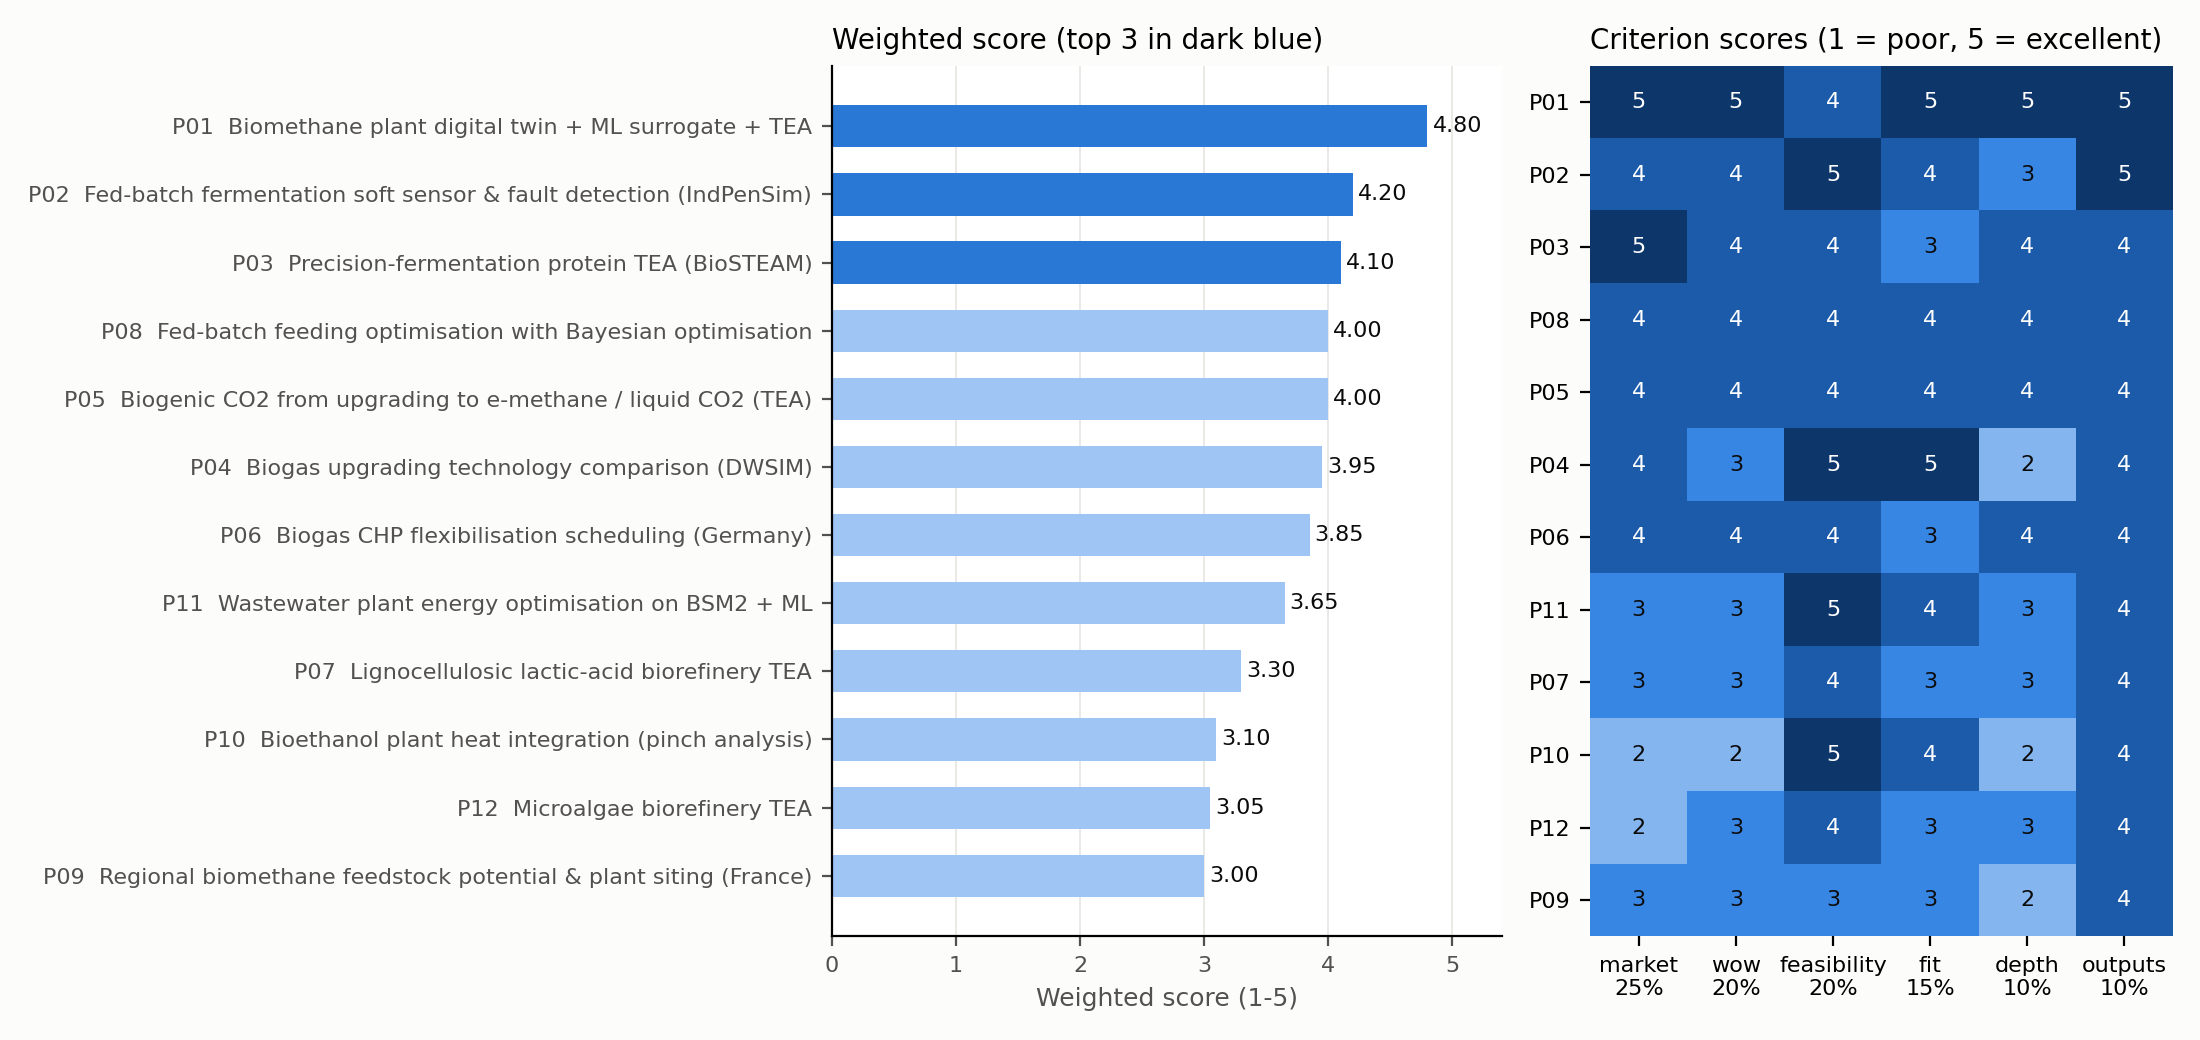 Weighted score (top 3 in dark blue)
P01  Biomethane plant digital twin + ML surrogate + TEA 4.80
P02  Fed-batch fermentation soft sensor & fault detection (IndPenSim) 4.20
P03  Precision-fermentation protein TEA (BioSTEAM) 4.10
P08  Fed-batch feeding optimisation with Bayesian optimisation 4.00
P05  Biogenic CO2 from upgrading to e-methane / liquid CO2 (TEA) 4.00
P04  Biogas upgrading technology comparison (DWSIM) 3.95
P06  Biogas CHP flexibilisation scheduling (Germany) 3.85
P11  Wastewater plant energy optimisation on BSM2 + ML 3.65
P07  Lignocellulosic lactic-acid biorefinery TEA 3.30
P10  Bioethanol plant heat integration (pinch analysis) 3.10
P12  Microalgae biorefinery TEA 3.05
P09  Regional biomethane feedstock potential & plant siting (France) 3.00
0 1 2 3 4 5
Weighted score (1-5)
Criterion scores (1 = poor, 5 = excellent)
P01 5 5 4 5 5 5
P02 4 4 5 4 3 5
P03 5 4 4 3 4 4
P08 4 4 4 4 4 4
P05 4 4 4 4 4 4
P04 4 3 5 5 2 4
P06 4 4 4 3 4 4
P11 3 3 5 4 3 4
P07 3 3 4 3 3 4
P10 2 2 5 4 2 4
P12 2 3 4 3 3 4
P09 3 3 3 3 2 4
market wow feasibility fit depth outputs
25% 20% 20% 15% 10% 10%